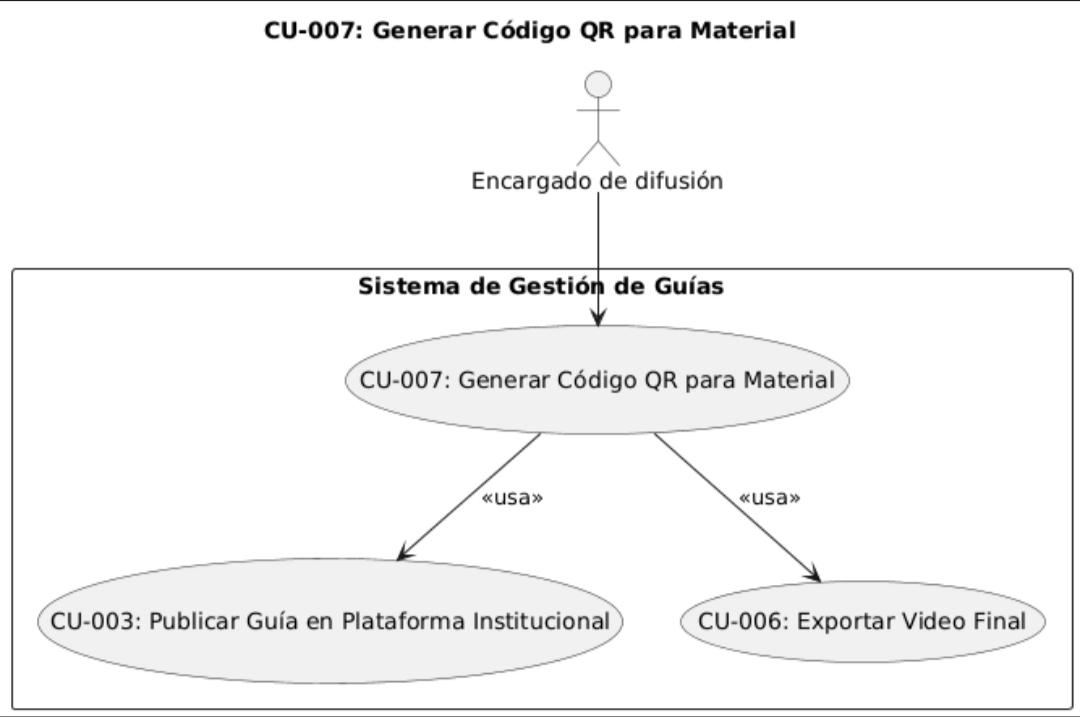 CU-007: Generar Código QR para Material
Encargado de difusión
Sistema de Gestión de Guías
CU-007: Generar Código QR para Material
«usa»
«usa»
CU-003: Publicar Guía en Plataforma Institucional
CU-006: Exportar Video Final